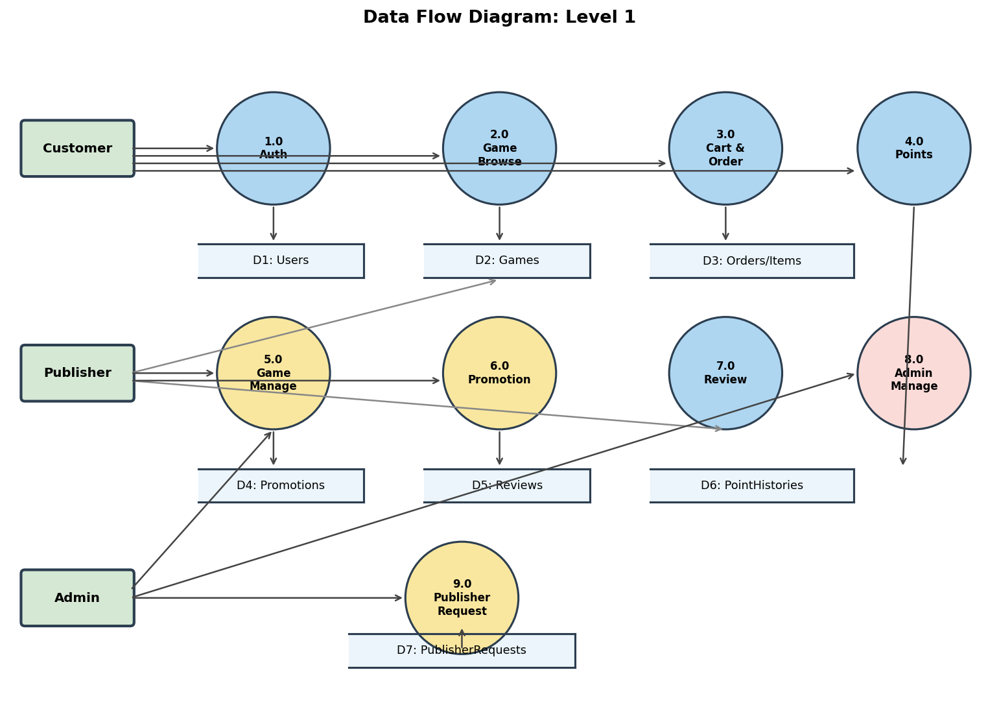 Data Flow Diagram: Level 1
Customer
1.0
Auth
2.0
Game
Browse
3.0
Cart &
Order
4.0
Points
D1: Users
D2: Games
D3: Orders/Items
Publisher
5.0
Game
Manage
6.0
Promotion
7.0
Review
8.0
Admin
Manage
D4: Promotions
D5: Reviews
D6: PointHistories
Admin
9.0
Publisher
Request
D7: PublisherRequests